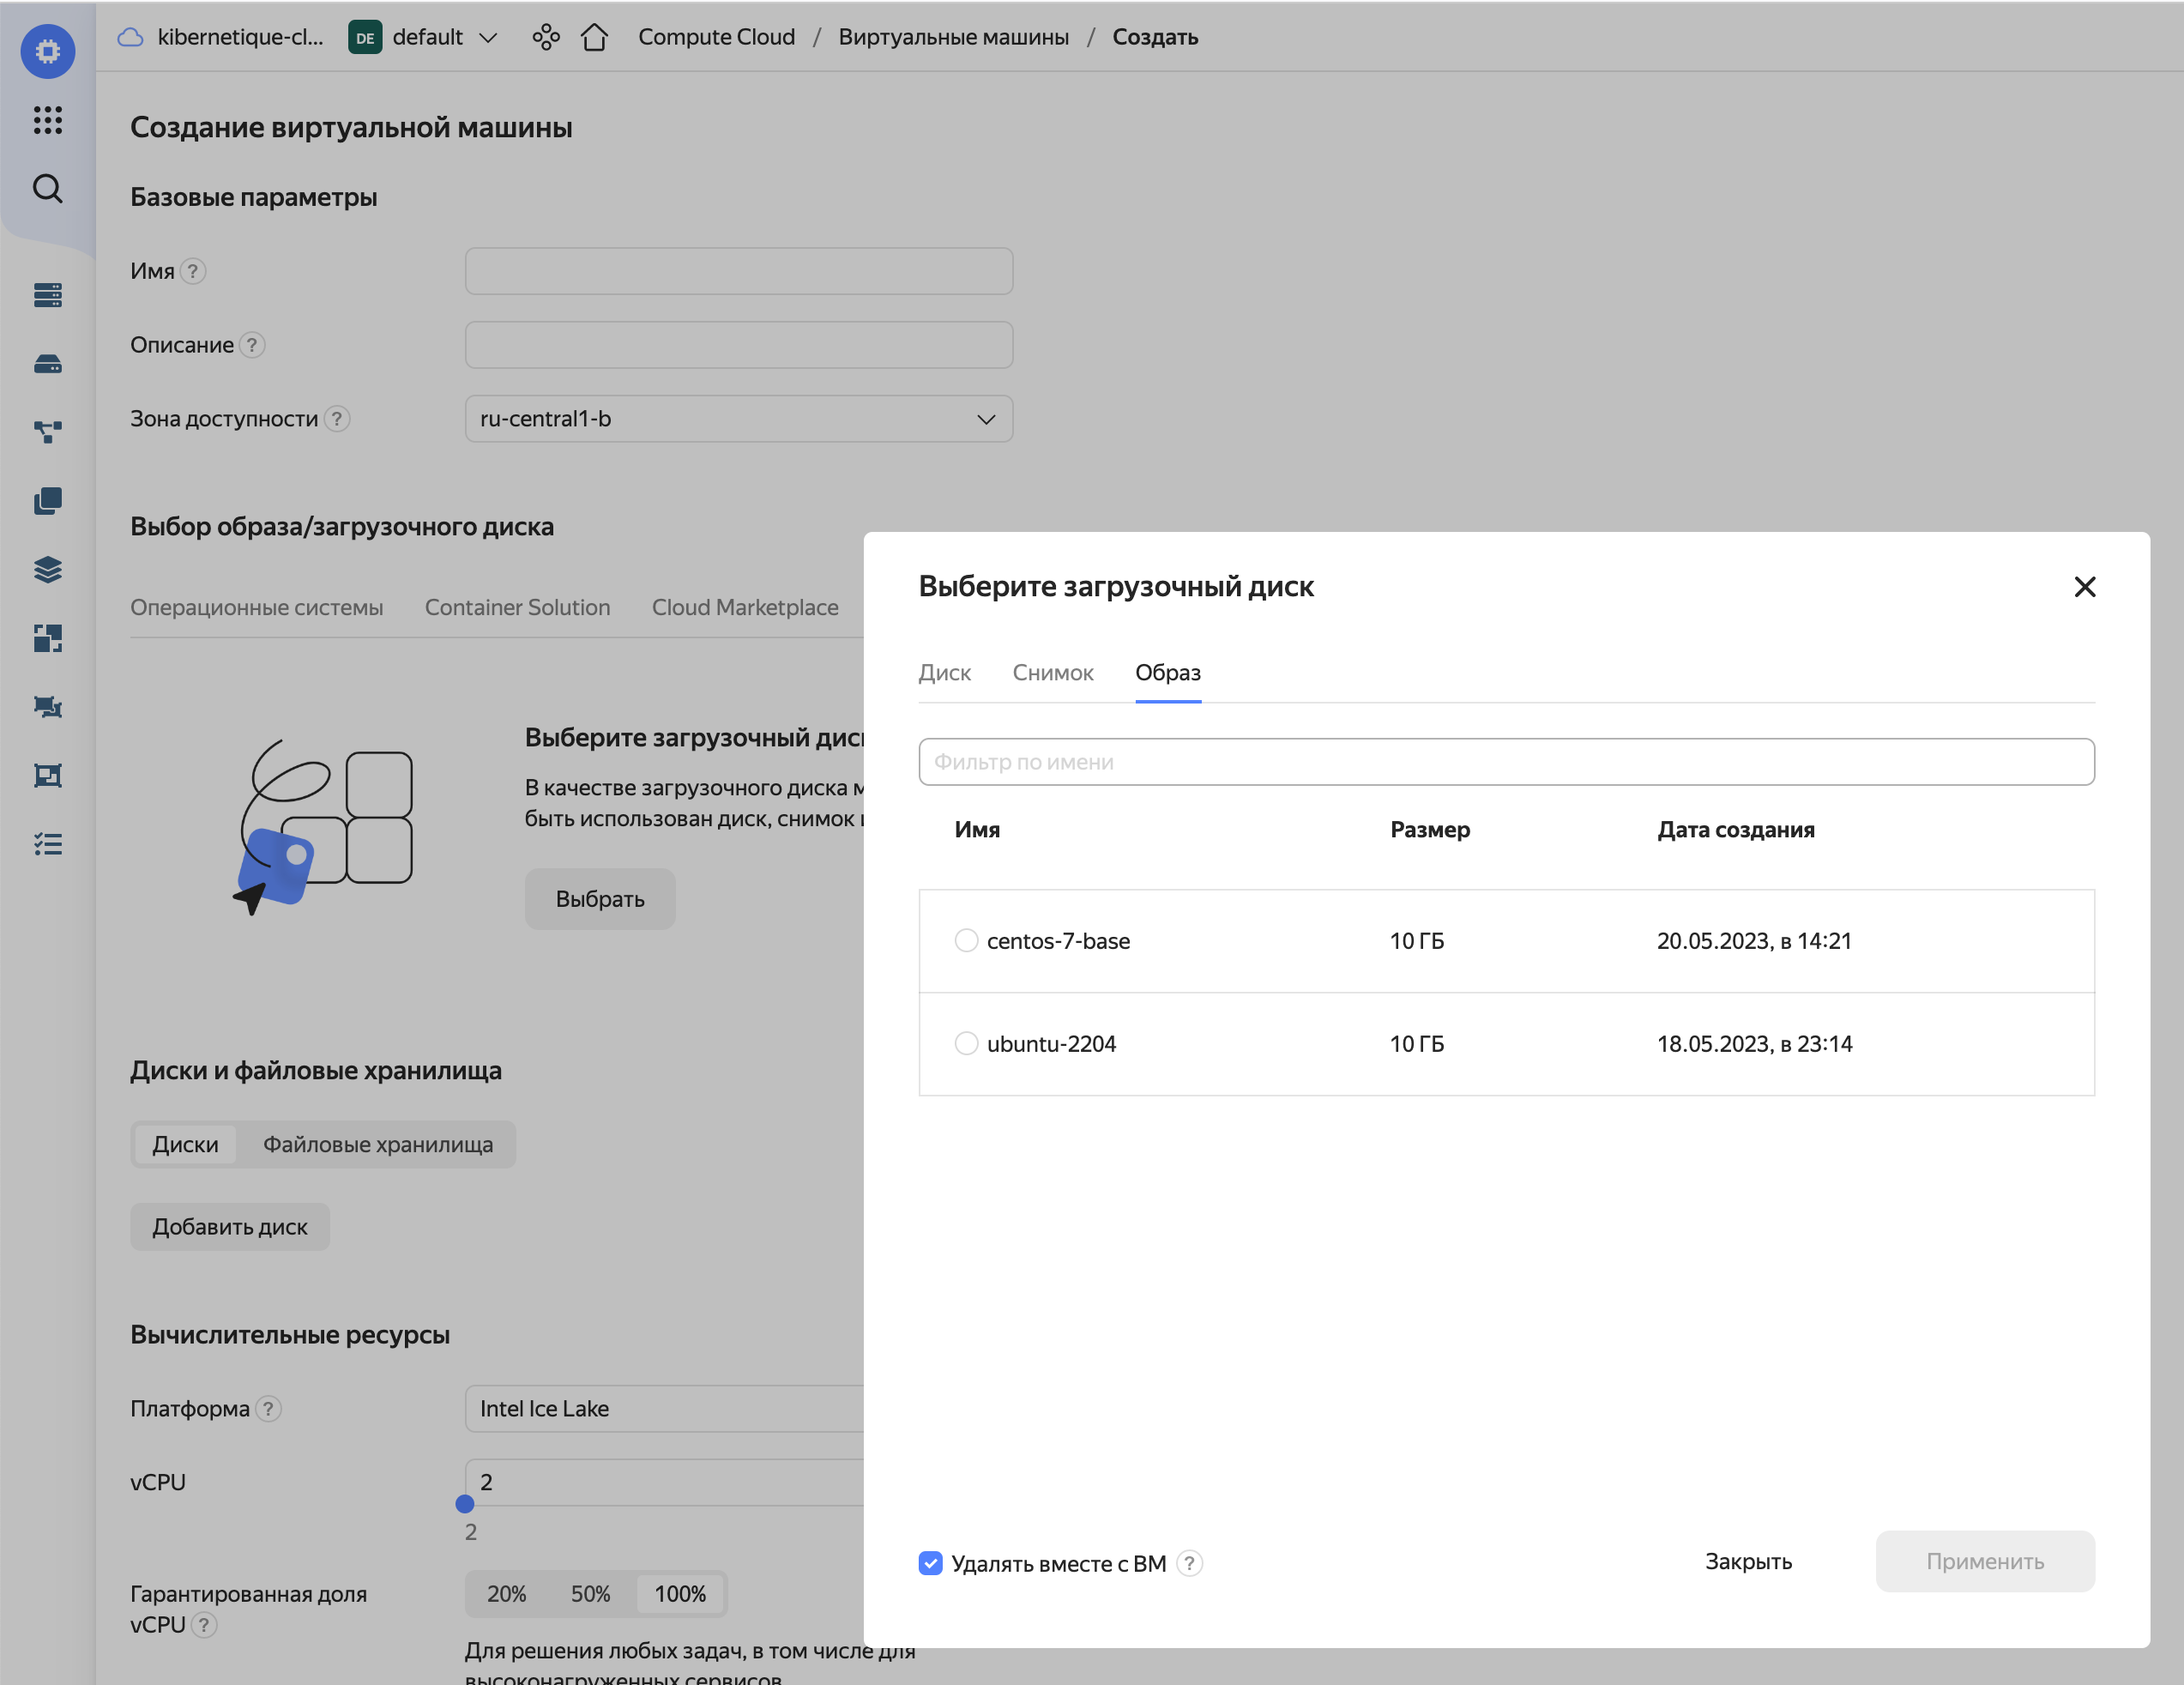 kibernetique-cl...
DE
default
Compute Cloud / Виртуальные машины / Создать
Создание виртуальной машины
Базовые параметры
Имя ?
Описание ?
Зона доступности ?
ru-central1-b
Выбор образа/загрузочного диска
Операционные системы
Container Solution
Cloud Marketplace
Выберите загрузочный дис
В качестве загрузочного диска
быть использован диск, снимок
Выбрать
Диски и файловые хранилища
Диски
Файловые хранилища
Добавить диск
Вычислительные ресурсы
Платформа ?
Intel Ice Lake
vCPU
2
2
Гарантированная доля
vCPU ?
20%
50%
100%
Для решения любых задач, в том числе для
высоконагруженных сервисов
Выберите загрузочный диск
Диск
Снимок
Образ
Фильтр по имени
Имя
Размер
Дата создания
centos-7-base
10 ГБ
20.05.2023, в 14:21
ubuntu-2204
10 ГБ
18.05.2023, в 23:14
Удалять вместе с ВМ ?
Закрыть
Применить